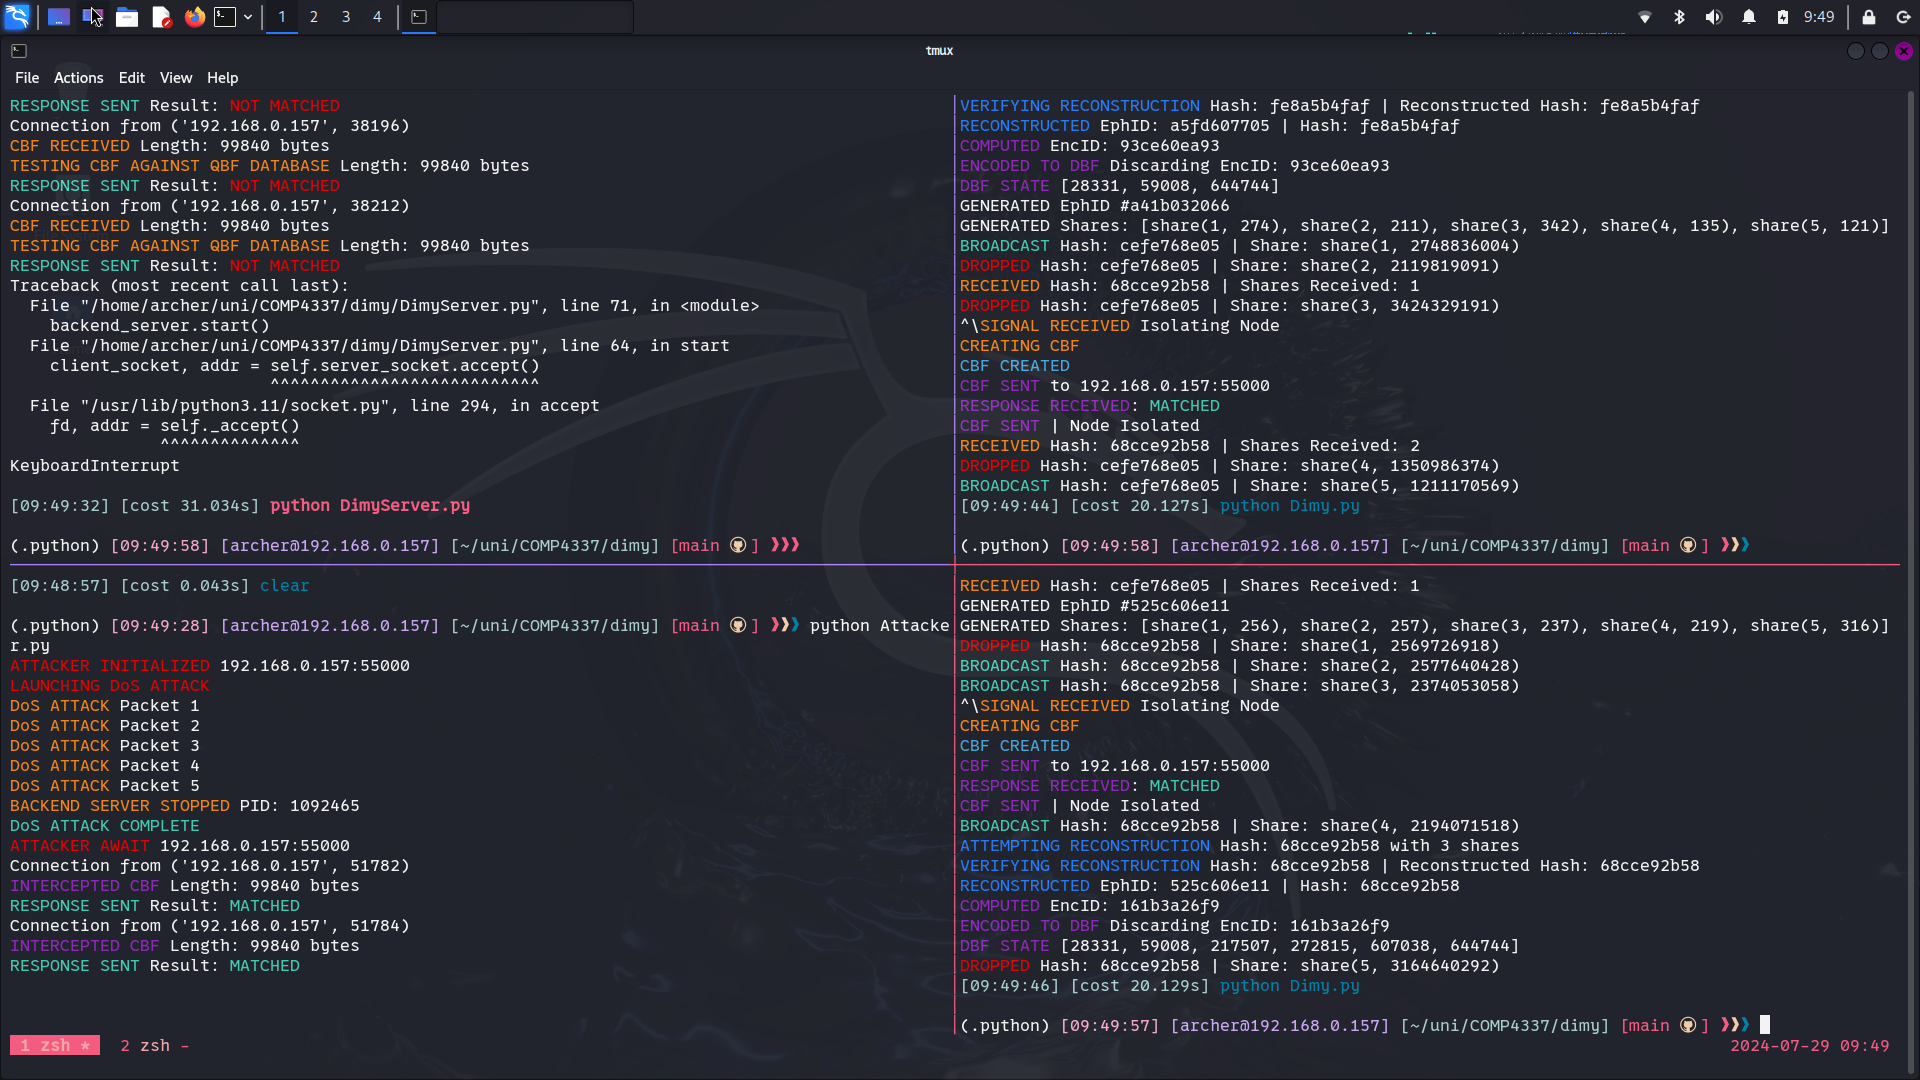 1 2 3 4
9:49
tmux
File Actions Edit View Help
RESPONSE SENT Result: NOT MATCHED
Connection from ('192.168.0.157', 38196)
CBF RECEIVED Length: 99840 bytes
TESTING CBF AGAINST QBF DATABASE Length: 99840 bytes
RESPONSE SENT Result: NOT MATCHED
Connection from ('192.168.0.157', 38212)
CBF RECEIVED Length: 99840 bytes
TESTING CBF AGAINST QBF DATABASE Length: 99840 bytes
RESPONSE SENT Result: NOT MATCHED
Traceback (most recent call last):
  File "/home/archer/uni/COMP4337/dimy/DimyServer.py", line 71, in <module>
    backend_server.start()
  File "/home/archer/uni/COMP4337/dimy/DimyServer.py", line 64, in start
    client_socket, addr = self.server_socket.accept()
                          ^^^^^^^^^^^^^^^^^^^^^^^^^^^
  File "/usr/lib/python3.11/socket.py", line 294, in accept
    fd, addr = self._accept()
               ^^^^^^^^^^^^^^
KeyboardInterrupt
[09:49:32] [cost 31.034s] python DimyServer.py
(.python) [09:49:58] [archer@192.168.0.157] [~/uni/COMP4337/dimy] [main ] ❯❯❯
[09:48:57] [cost 0.043s] clear
(.python) [09:49:28] [archer@192.168.0.157] [~/uni/COMP4337/dimy] [main ] ❯❯❯ python Attacke
r.py
ATTACKER INITIALIZED 192.168.0.157:55000
LAUNCHING DoS ATTACK
DoS ATTACK Packet 1
DoS ATTACK Packet 2
DoS ATTACK Packet 3
DoS ATTACK Packet 4
DoS ATTACK Packet 5
BACKEND SERVER STOPPED PID: 1092465
DoS ATTACK COMPLETE
ATTACKER AWAIT 192.168.0.157:55000
Connection from ('192.168.0.157', 51782)
INTERCEPTED CBF Length: 99840 bytes
RESPONSE SENT Result: MATCHED
Connection from ('192.168.0.157', 51784)
INTERCEPTED CBF Length: 99840 bytes
RESPONSE SENT Result: MATCHED
VERIFYING RECONSTRUCTION Hash: fe8a5b4faf | Reconstructed Hash: fe8a5b4faf
RECONSTRUCTED EphID: a5fd607705 | Hash: fe8a5b4faf
COMPUTED EncID: 93ce60ea93
ENCODED TO DBF Discarding EncID: 93ce60ea93
DBF STATE [28331, 59008, 644744]
GENERATED EphID #a41b032066
GENERATED Shares: [share(1, 274), share(2, 211), share(3, 342), share(4, 135), share(5, 121)]
BROADCAST Hash: cefe768e05 | Share: share(1, 2748836004)
DROPPED Hash: cefe768e05 | Share: share(2, 2119819091)
RECEIVED Hash: 68cce92b58 | Shares Received: 1
DROPPED Hash: cefe768e05 | Share: share(3, 3424329191)
^\SIGNAL RECEIVED Isolating Node
CREATING CBF
CBF CREATED
CBF SENT to 192.168.0.157:55000
RESPONSE RECEIVED: MATCHED
CBF SENT | Node Isolated
RECEIVED Hash: 68cce92b58 | Shares Received: 2
DROPPED Hash: cefe768e05 | Share: share(4, 1350986374)
BROADCAST Hash: cefe768e05 | Share: share(5, 1211170569)
[09:49:44] [cost 20.127s] python Dimy.py
(.python) [09:49:58] [archer@192.168.0.157] [~/uni/COMP4337/dimy] [main ] ❯❯❯
RECEIVED Hash: cefe768e05 | Shares Received: 1
GENERATED EphID #525c606e11
GENERATED Shares: [share(1, 256), share(2, 257), share(3, 237), share(4, 219), share(5, 316)]
DROPPED Hash: 68cce92b58 | Share: share(1, 2569726918)
BROADCAST Hash: 68cce92b58 | Share: share(2, 2577640428)
BROADCAST Hash: 68cce92b58 | Share: share(3, 2374053058)
^\SIGNAL RECEIVED Isolating Node
CREATING CBF
CBF CREATED
CBF SENT to 192.168.0.157:55000
RESPONSE RECEIVED: MATCHED
CBF SENT | Node Isolated
BROADCAST Hash: 68cce92b58 | Share: share(4, 2194071518)
ATTEMPTING RECONSTRUCTION Hash: 68cce92b58 with 3 shares
VERIFYING RECONSTRUCTION Hash: 68cce92b58 | Reconstructed Hash: 68cce92b58
RECONSTRUCTED EphID: 525c606e11 | Hash: 68cce92b58
COMPUTED EncID: 161b3a26f9
ENCODED TO DBF Discarding EncID: 161b3a26f9
DBF STATE [28331, 59008, 217507, 272815, 607038, 644744]
DROPPED Hash: 68cce92b58 | Share: share(5, 3164640292)
[09:49:46] [cost 20.129s] python Dimy.py
(.python) [09:49:57] [archer@192.168.0.157] [~/uni/COMP4337/dimy] [main ] ❯❯❯
1 zsh * 2 zsh -
2024-07-29 09:49